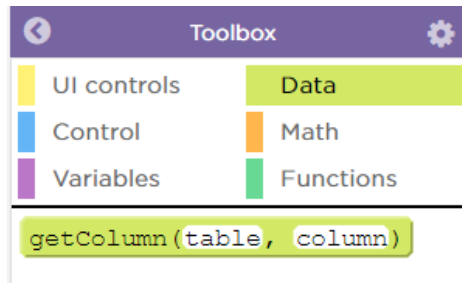 Toolbox
UI controls Data
Control Math
Variables Functions
getColumn(table, column)